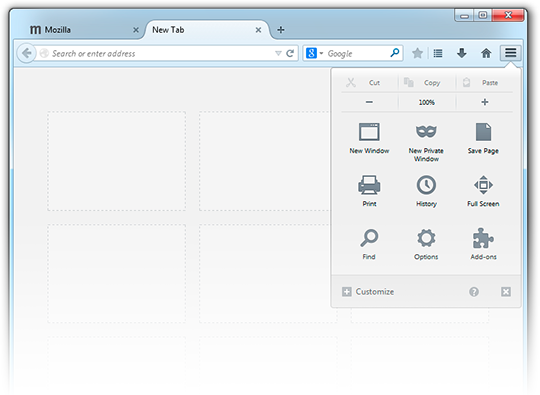 m Mozilla
New Tab
Search or enter address
Google
Cut Copy Paste
100%
New Window
New Private
Window
Save Page
Print History Full Screen
Find Options Add-ons
Customize